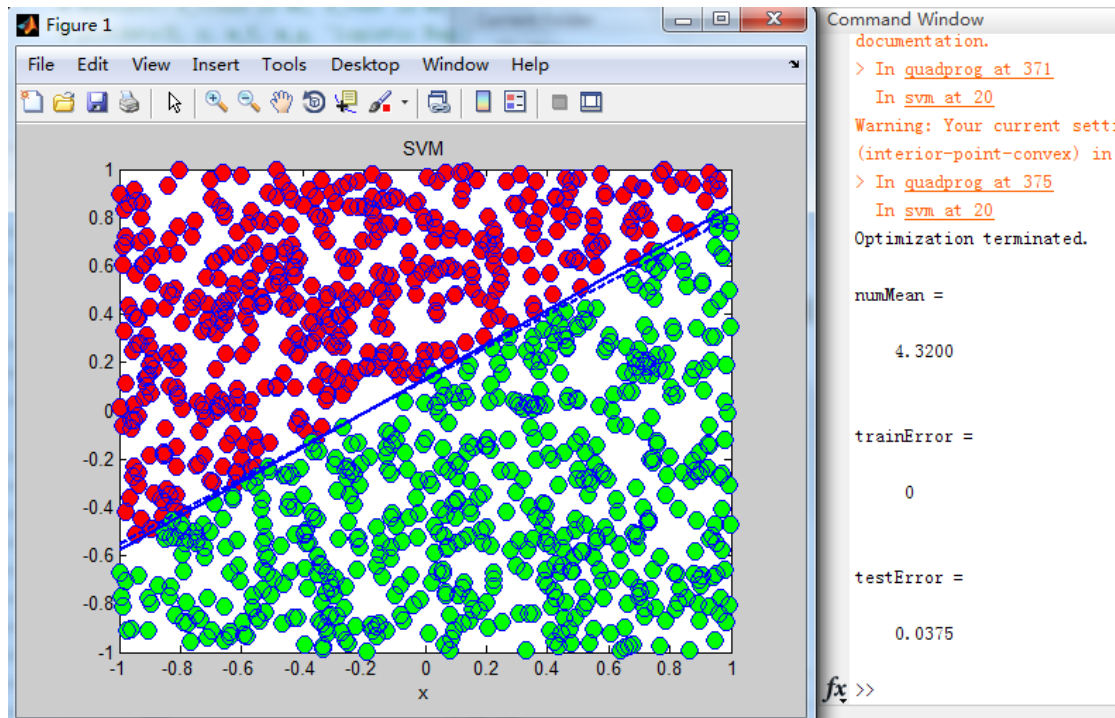 Figure 1
File Edit View Insert Tools Desktop Window Help
SVM
1
0.8
0.6
0.4
0.2
0
-0.2
-0.4
-0.6
-0.8
-1
-1 -0.8 -0.6 -0.4 -0.2 0 0.2 0.4 0.6 0.8 1
x
Command Window
documentation.
> In quadprog at 371
In svm at 20
Warning: Your current
(interior-point-convex) in
> In quadprog at 375
In svm at 20
Optimization terminated.
numMean =
4.3200
trainError =
0
testError =
0.0375
fx >>